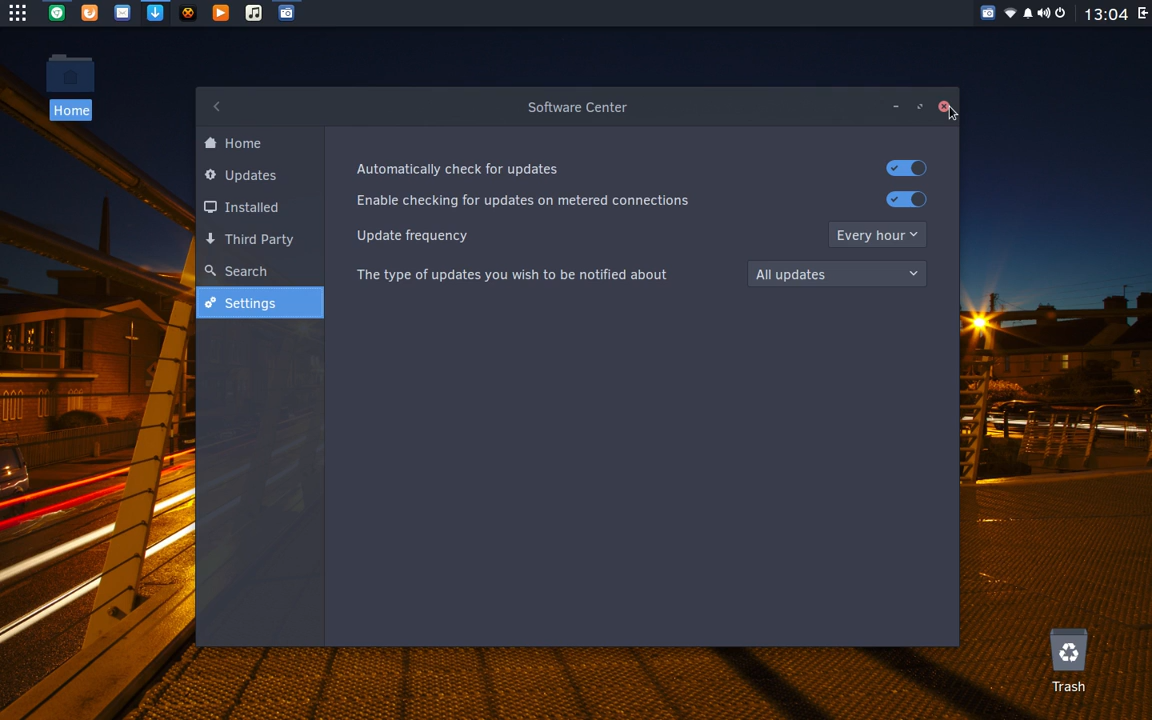 13:04
Home
Software Center
Home
Updates
Installed
Third Party
Search
Settings
Automatically check for updates
Enable checking for updates on metered connections
Update frequency
Every hour
The type of updates you wish to be notified about
All updates
Trash